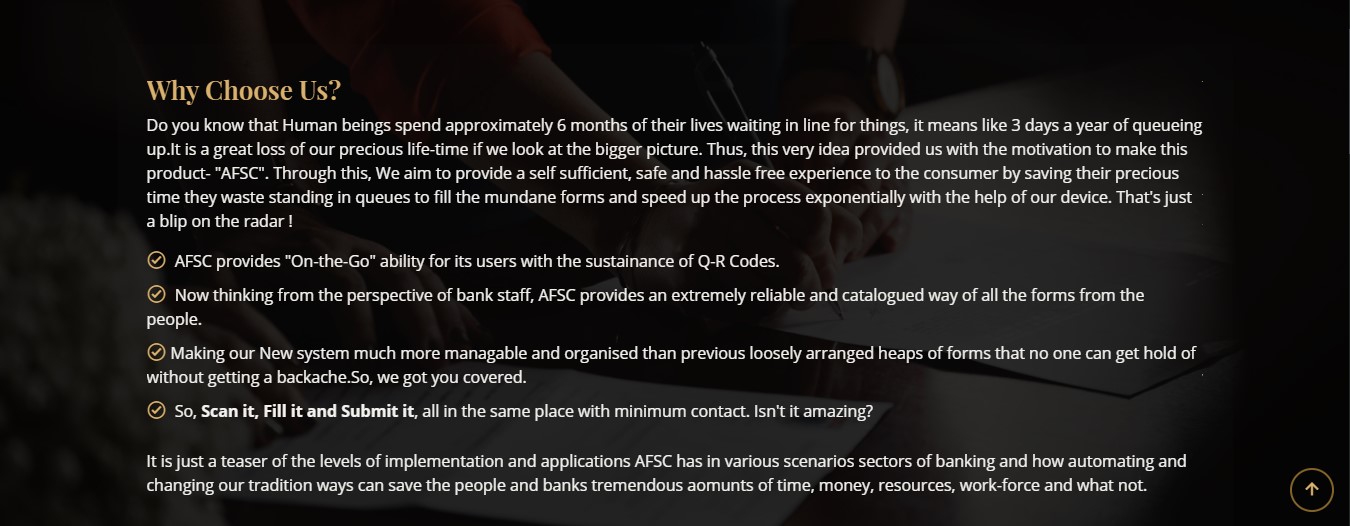 Why Choose Us?
Do you know that Human beings spend approximately 6 months of their lives waiting in line for things, it means like 3 days a year of queueing
up.It is a great loss of our precious life-time if we look at the bigger picture. Thus, this very idea provided us with the motivation to make this
product- "AFSC". Through this, We aim to provide a self sufficient, safe and hassle free experience to the consumer by saving their precious
time they waste standing in queues to fill the mundane forms and speed up the process exponentially with the help of our device. That's just
a blip on the radar !
AFSC provides "On-the-Go" ability for its users with the sustainance of Q-R Codes.
Now thinking from the perspective of bank staff, AFSC provides an extremely reliable and catalogued way of all the forms from the
people.
Making our New system much more managable and organised than previous loosely arranged heaps of forms that no one can get hold of
without getting a backache.So, we got you covered.
So, Scan it, Fill it and Submit it, all in the same place with minimum contact. Isn't it amazing?
It is just a teaser of the levels of implementation and applications AFSC has in various scenarios sectors of banking and how automating and
changing our tradition ways can save the people and banks tremendous aomunts of time, money, resources, work-force and what not.